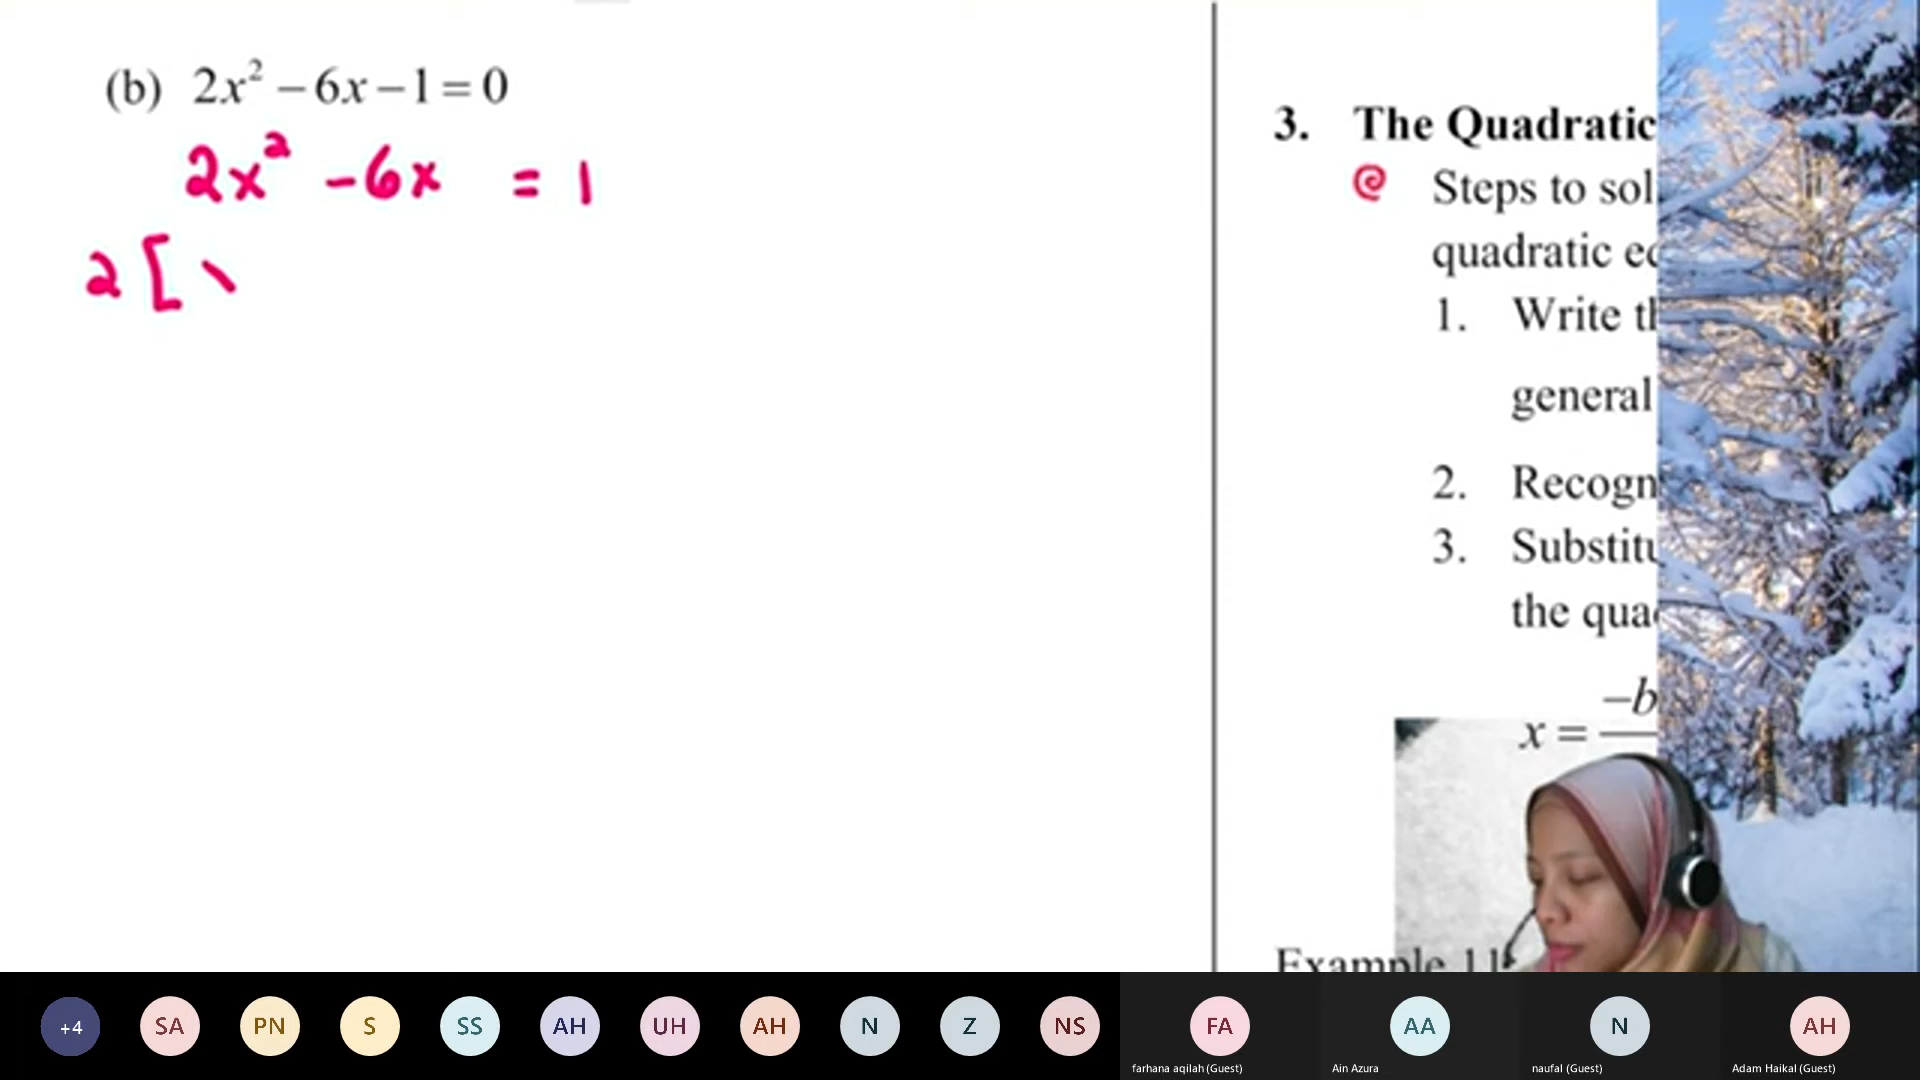 (b) 2x² − 6x − 1 = 0
2x² − 6x = 1
2 [
3. The Quadratic
Steps to sol
quadratic
1. Write
general
2. Recogn
3. Substit
the qua
x = −b
Example 11
+4
SA
PN
S
SS
AH
UH
AH
N
Z
NS
FA
AA
N
AH
farhana aqilah (Guest)
Ain Azura
naufal (Guest)
Adam Haikal (Guest)